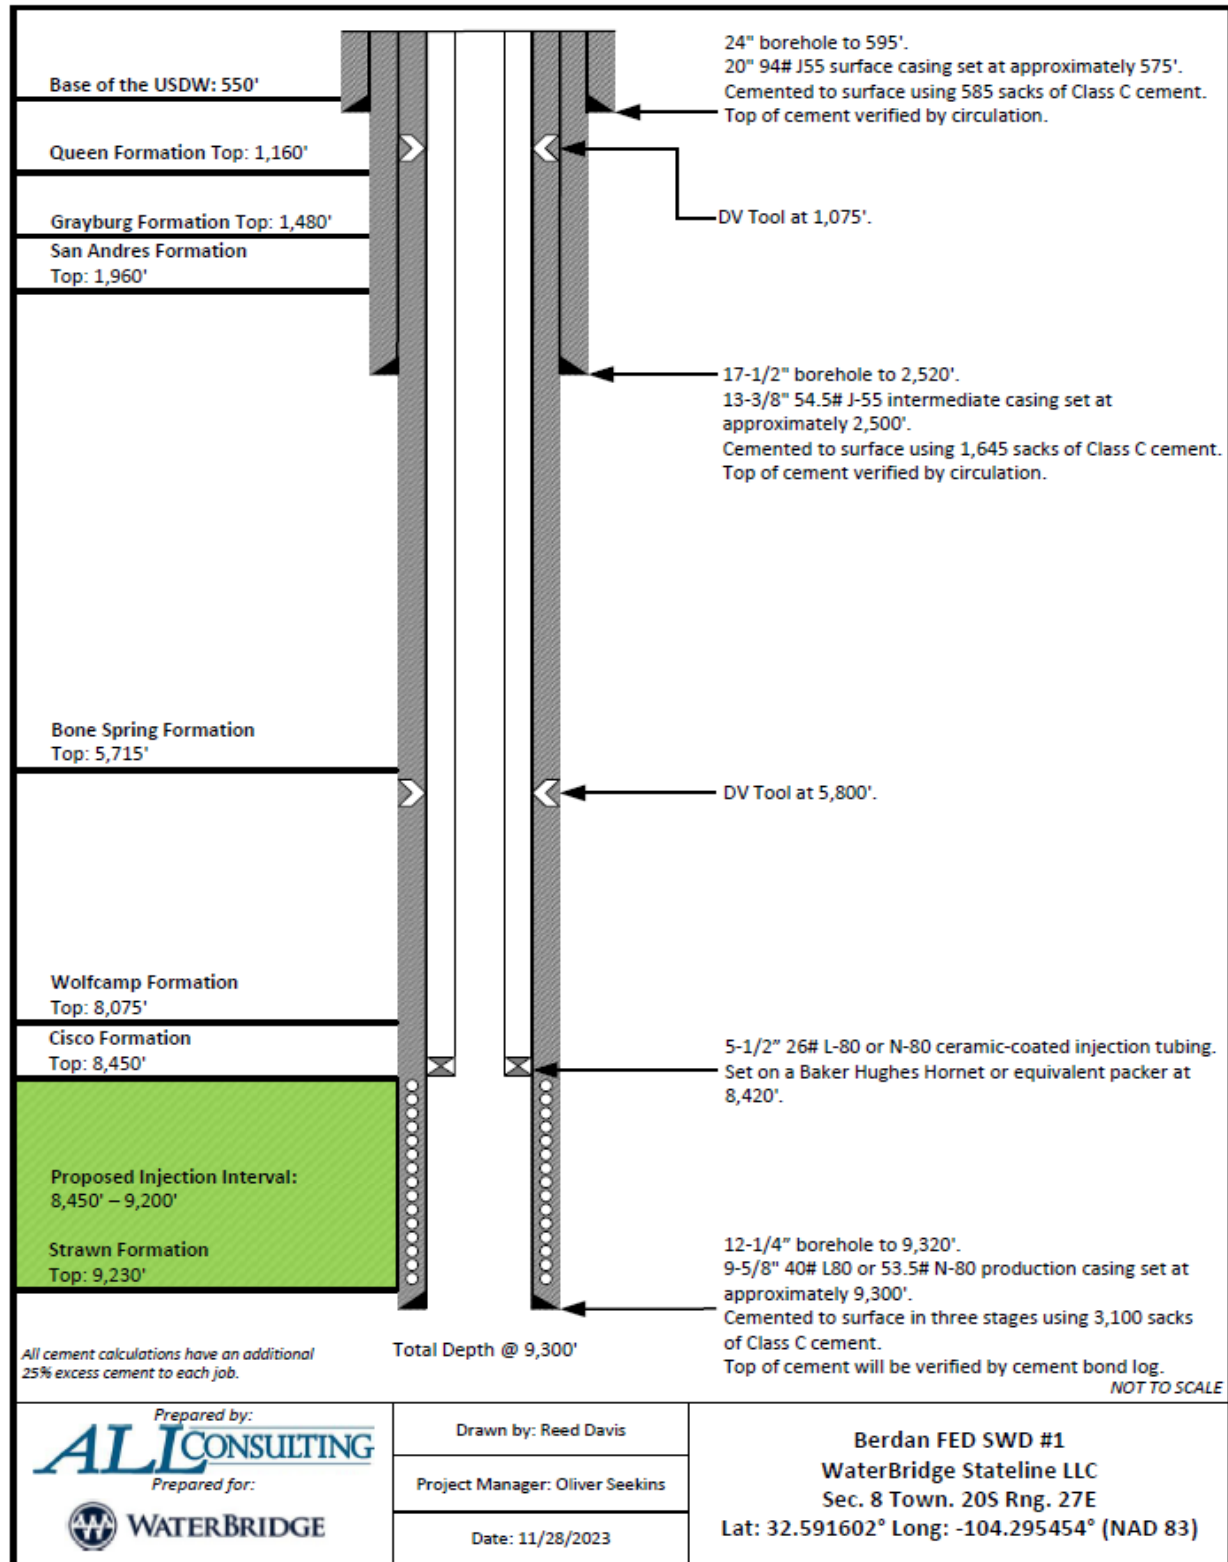 Base of the USDW: 550'
Queen Formation Top: 1,160'
Grayburg Formation Top: 1,480'
San Andres Formation
Top: 1,960'
Bone Spring Formation
Top: 5,715'
Wolfcamp Formation
Top: 8,075'
Cisco Formation
Top: 8,450'
Proposed Injection Interval:
8,450' – 9,200'
Strawn Formation
Top: 9,230'
24" borehole to 595'.
20" 94# J55 surface casing set at approximately 575'.
Cemented to surface using 585 sacks of Class C cement.
Top of cement verified by circulation.
DV Tool at 1,075'.
17-1/2" borehole to 2,520'.
13-3/8" 54.5# J-55 intermediate casing set at
approximately 2,500'.
Cemented to surface using 1,645 sacks of Class C cement.
Top of cement verified by circulation.
DV Tool at 5,800'.
5-1/2" 26# L-80 or N-80 ceramic-coated injection tubing.
Set on a Baker Hughes Hornet or equivalent packer at
8,420'.
12-1/4" borehole to 9,320'.
9-5/8" 40# L80 or 53.5# N-80 production casing set at
approximately 9,300'.
Cemented to surface in three stages using 3,100 sacks
of Class C cement.
Top of cement will be verified by cement bond log.
NOT TO SCALE
Total Depth @ 9,300'
All cement calculations have an additional
25% excess cement to each job.
Prepared by:
ALL CONSULTING
Prepared for:
WATERBRIDGE
Drawn by: Reed Davis
Project Manager: Oliver Seekins
Date: 11/28/2023
Berdan FED SWD #1
WaterBridge Stateline LLC
Sec. 8 Town. 20S Rng. 27E
Lat: 32.591602° Long: -104.295454° (NAD 83)